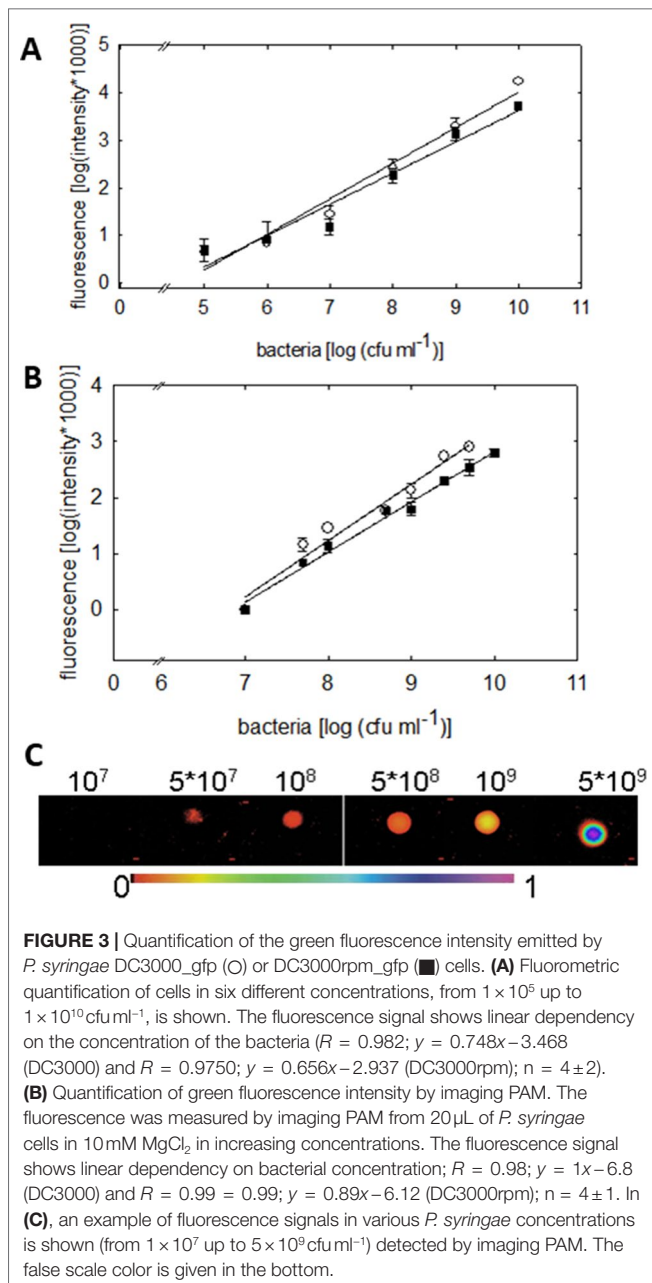 A
fluorescence [log(intensity*1000)]
5
4
3
2
1
0
0 5 6 7 8 9 10 11
bacteria [log (cfu ml-1)]
B
fluorescence [log(intensity*1000)]
4
3
2
1
0
0 6 7 8 9 10 11
bacteria [log (cfu ml-1)]
C
10⁷ 5*10⁷ 10⁸ 5*10⁸ 10⁹ 5*10⁹
0 1
FIGURE 3 | Quantification of the green fluorescence intensity emitted by
P. syringae DC3000_gfp (○) or DC3000rpm_gfp (■) cells. (A) Fluorometric
quantification of cells in six different concentrations, from 1 × 10⁵ up to
1 × 10¹⁰ cfu ml⁻¹, is shown. The fluorescence signal shows linear dependency
on the concentration of the bacteria (R = 0.982; y = 0.748x – 3.468
(DC3000) and R = 0.9750; y = 0.656x – 2.937 (DC3000rpm); n = 4 ± 2).
(B) Quantification of green fluorescence intensity by imaging PAM. The
fluorescence was measured by imaging PAM from 20 μL of P. syringae
cells in 10 mM MgCl₂ in increasing concentrations. The fluorescence signal
shows linear dependency on bacterial concentration; R = 0.98; y = 1x – 6.8
(DC3000) and R = 0.99 = 0.99; y = 0.89x – 6.12 (DC3000rpm); n = 4 ± 1. In
(C), an example of fluorescence signals in various P. syringae concentrations
is shown (from 1 × 10⁷ up to 5 × 10⁹ cfu ml⁻¹) detected by imaging PAM. The
false scale color is given in the bottom.